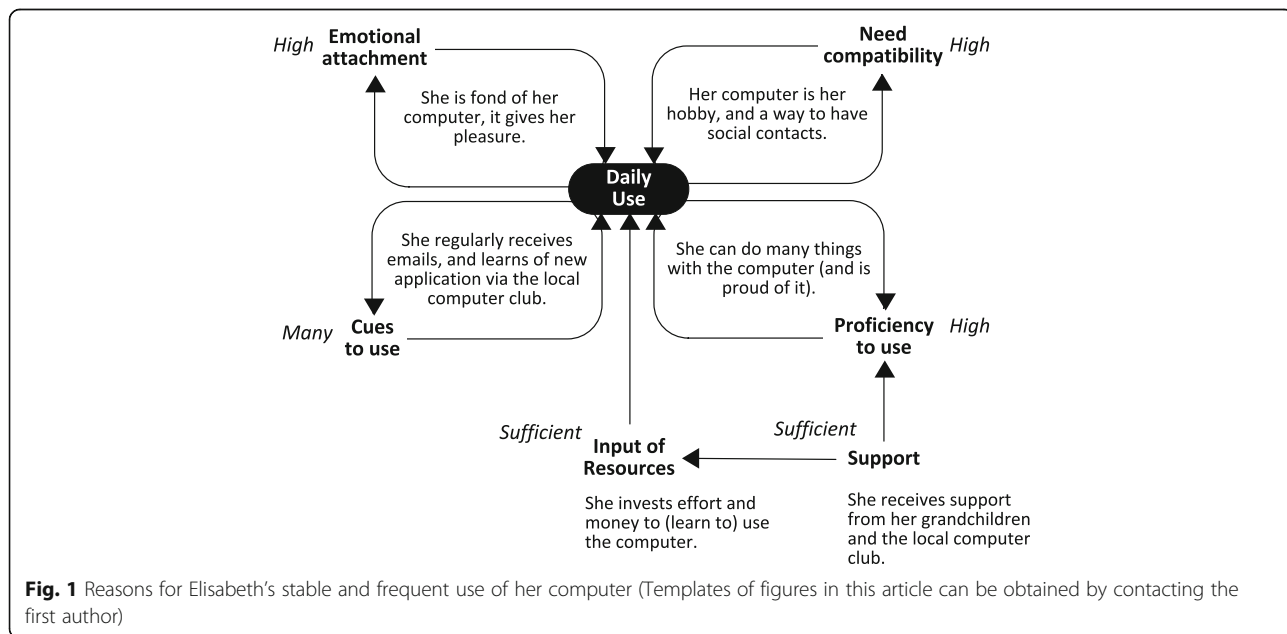 High
Emotional
attachment
Need
compatibility
High
She is fond of her
computer, it gives her
pleasure.
Her computer is her
hobby, and a way to have
social contacts.
Daily
Use
She regularly receives
emails, and learns of new
application via the local
computer club.
She can do many things
with the computer (and is
proud of it).
Many
Cues
to use
Proficiency
to use
High
Sufficient
Input of
Resources
Sufficient
Support
She invests effort and
money to (learn to) use
the computer.
She receives support
from her grandchildren
and the local computer
club.
Fig. 1 Reasons for Elisabeth’s stable and frequent use of her computer (Templates of figures in this article can be obtained by contacting the
first author)